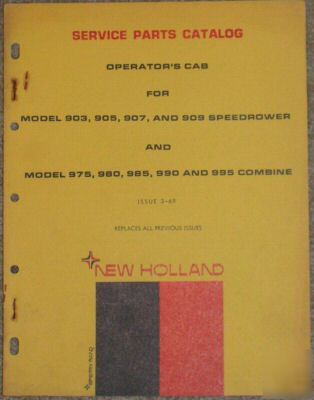 SERVICE PARTS CATALOG
OPERATOR'S CAB
FOR
MODEL 903, 905, 907, AND 909 SPEEDROWER
AND
MODEL 975, 980, 985, 990 AND 995 COMBINE
ISSUE 3-69
REPLACES ALL PREVIOUS ISSUES
NEW HOLLAND